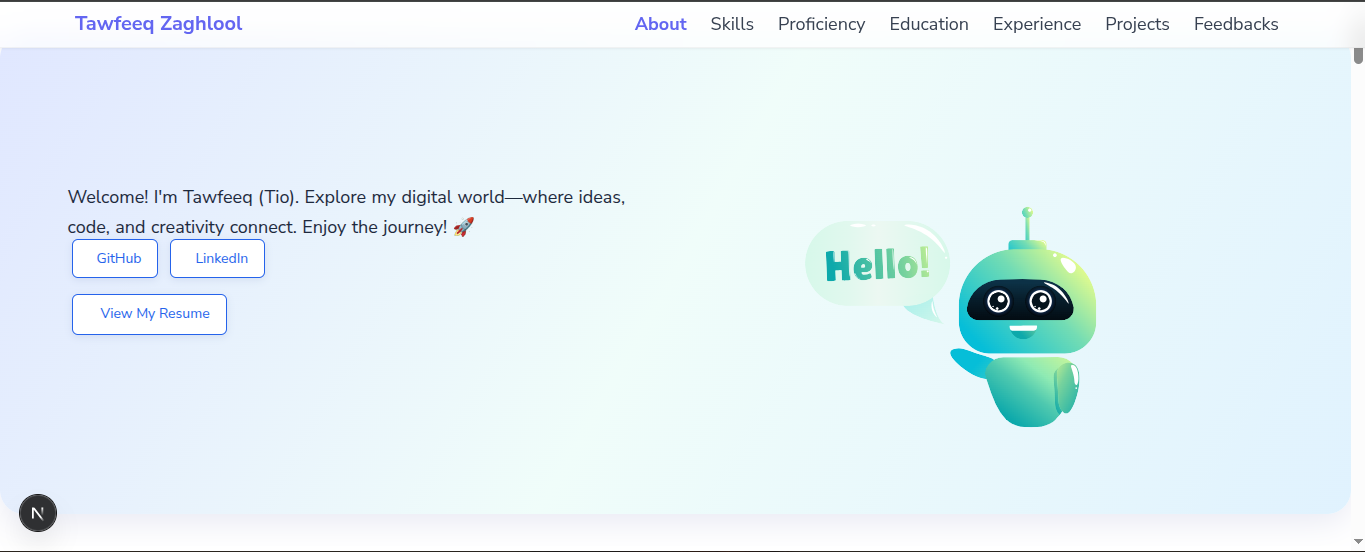 Tawfeeq Zaghlool
About Skills Proficiency Education Experience Projects Feedbacks
Welcome! I'm Tawfeeq (Tio). Explore my digital world—where ideas,
code, and creativity connect. Enjoy the journey! 🚀
GitHub LinkedIn
View My Resume
Hello!
N